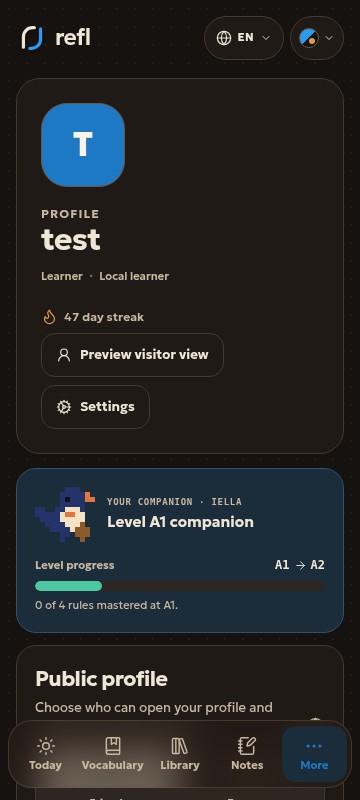 refl
EN
T
PROFILE
test
Learner · Local learner
47 day streak
Preview visitor view
Settings
YOUR COMPANION · IELLA
Level A1 companion
Level progress
A1 → A2
0 of 4 rules mastered at A1.
Public profile
Choose who can open your profile and
Today
Vocabulary
Library
Notes
More